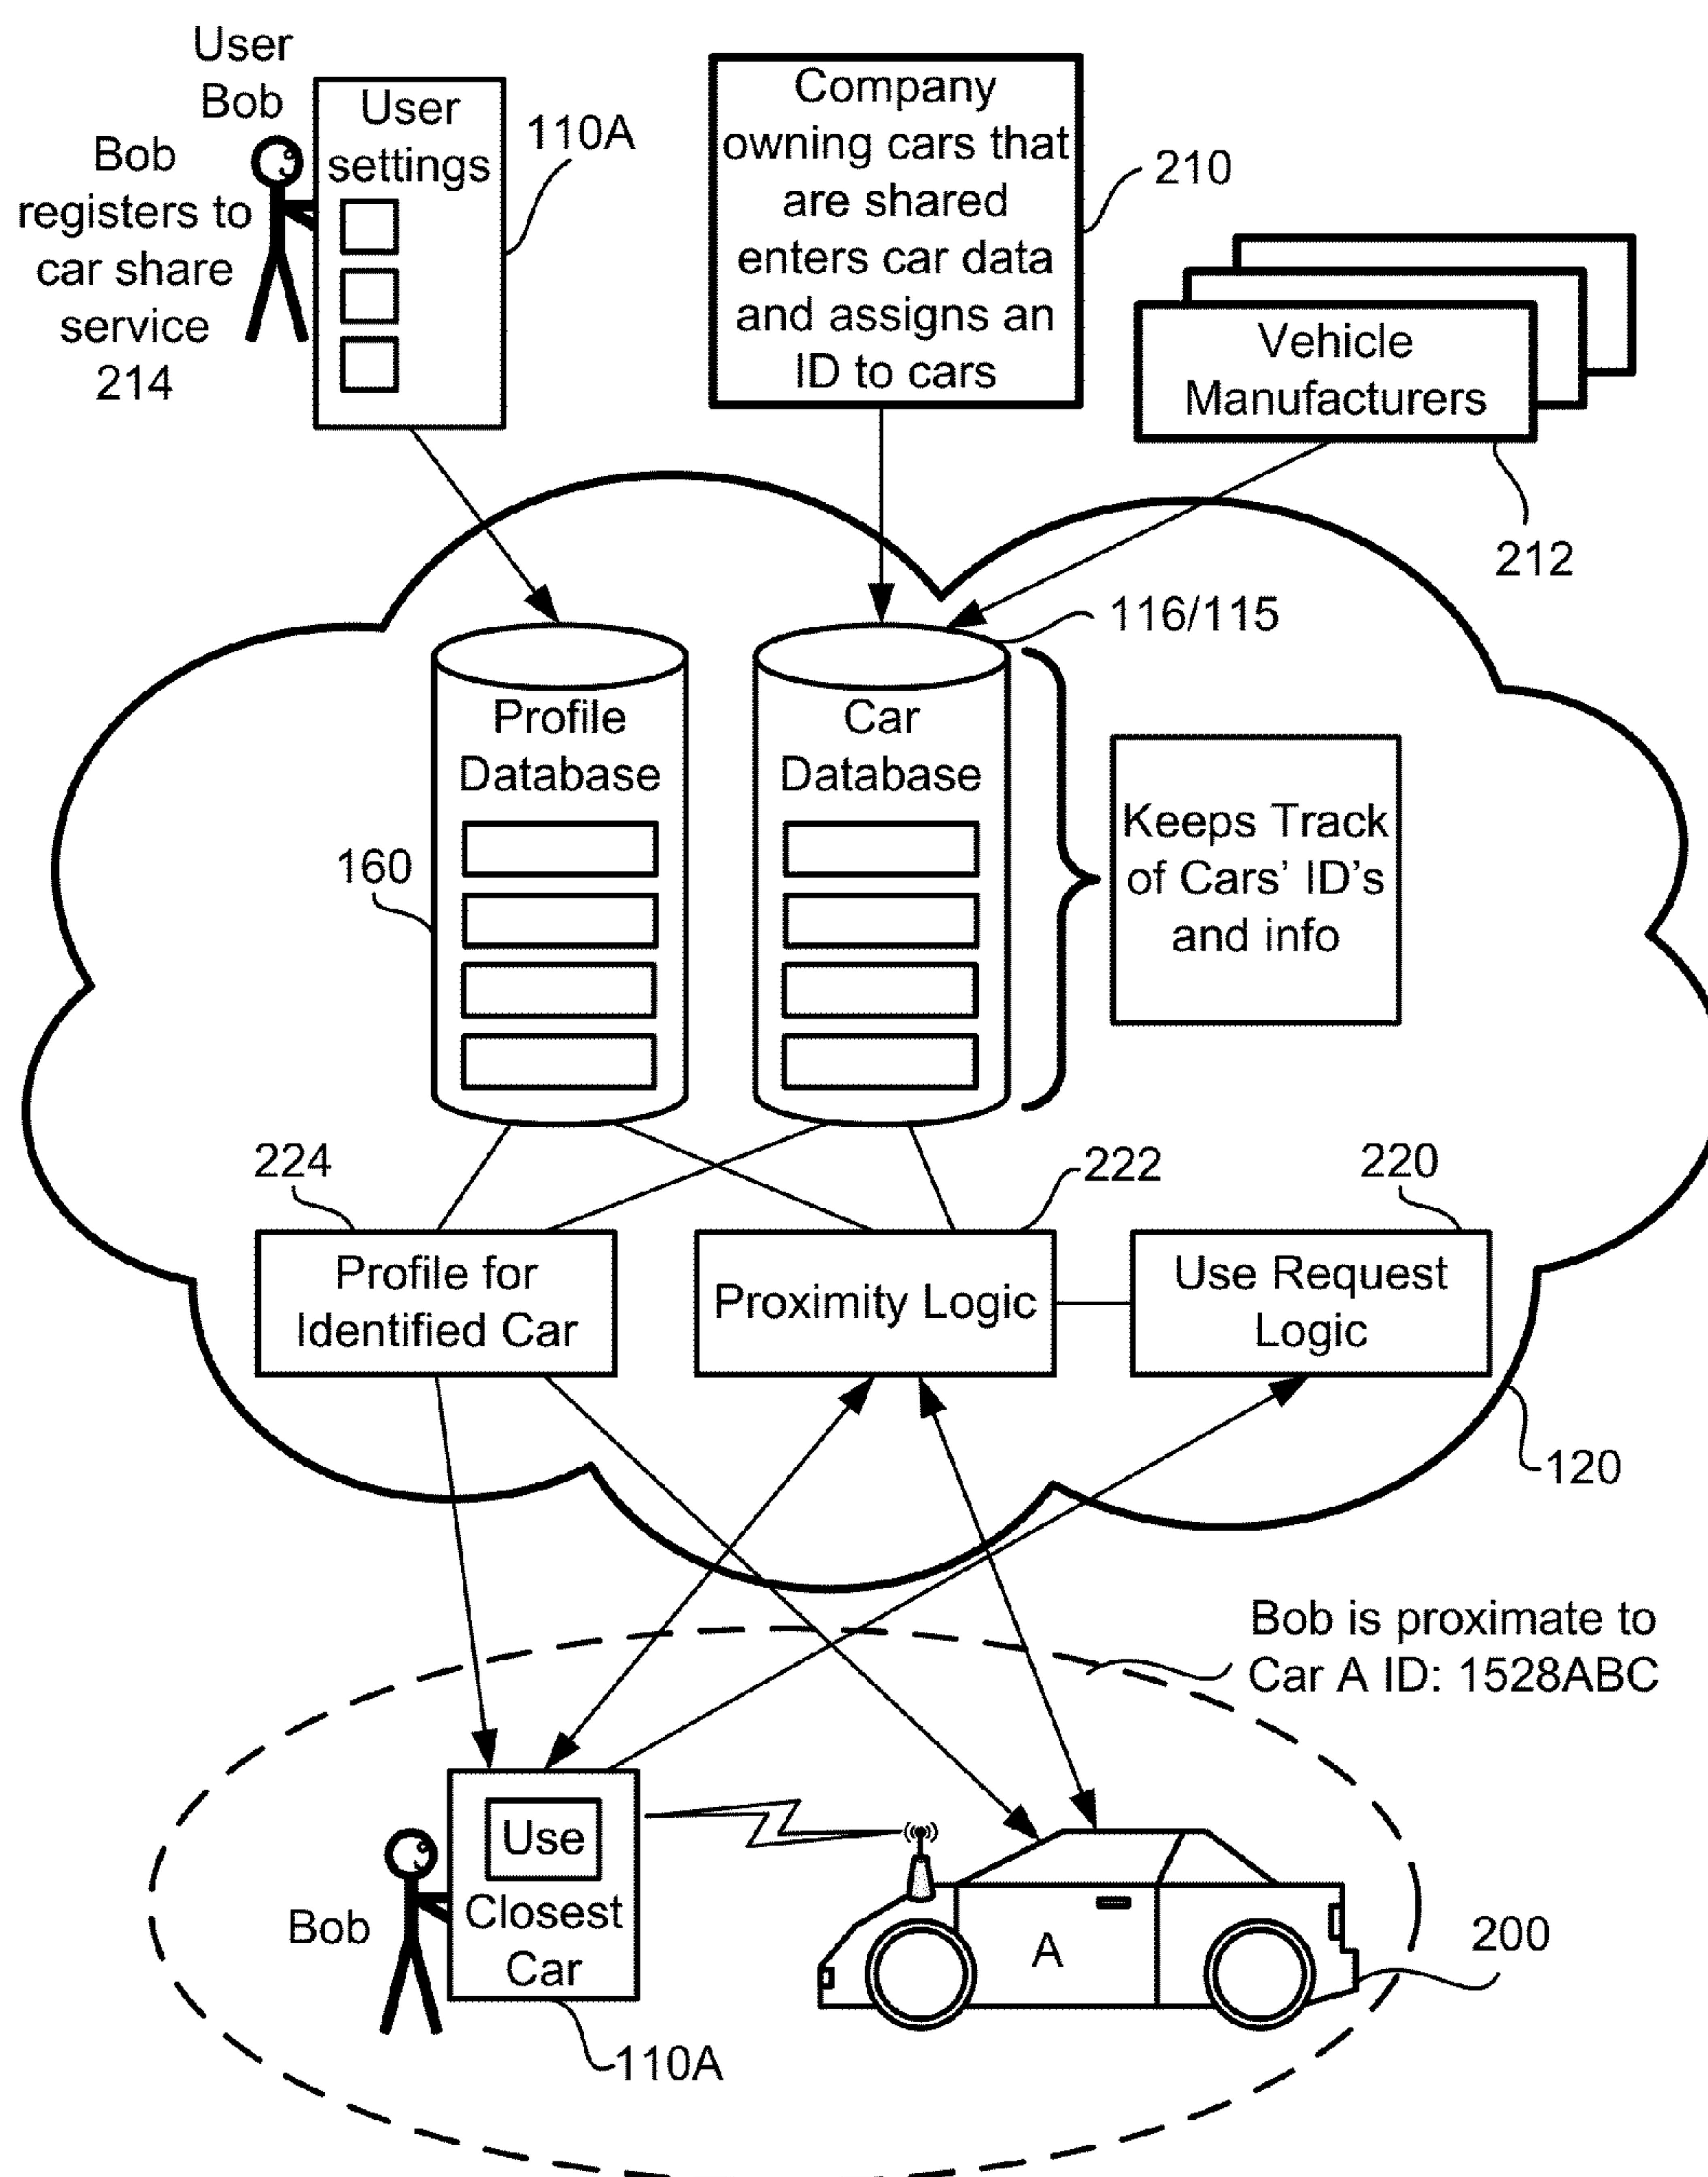 User
Bob
Bob
registers to
car share
service
214
User
settings
110A
Company
owning cars that
are shared
enters car data
and assigns an
ID to cars
210
Vehicle
Manufacturers
212
116/115
Profile
Database
Car
Database
160
Keeps Track
of Cars' ID's
and info
224
222
220
Profile for
Identified Car
Proximity Logic
Use Request
Logic
120
Bob is proximate to
Car A ID: 1528ABC
Use
Closest
Car
Bob
A
200
110A